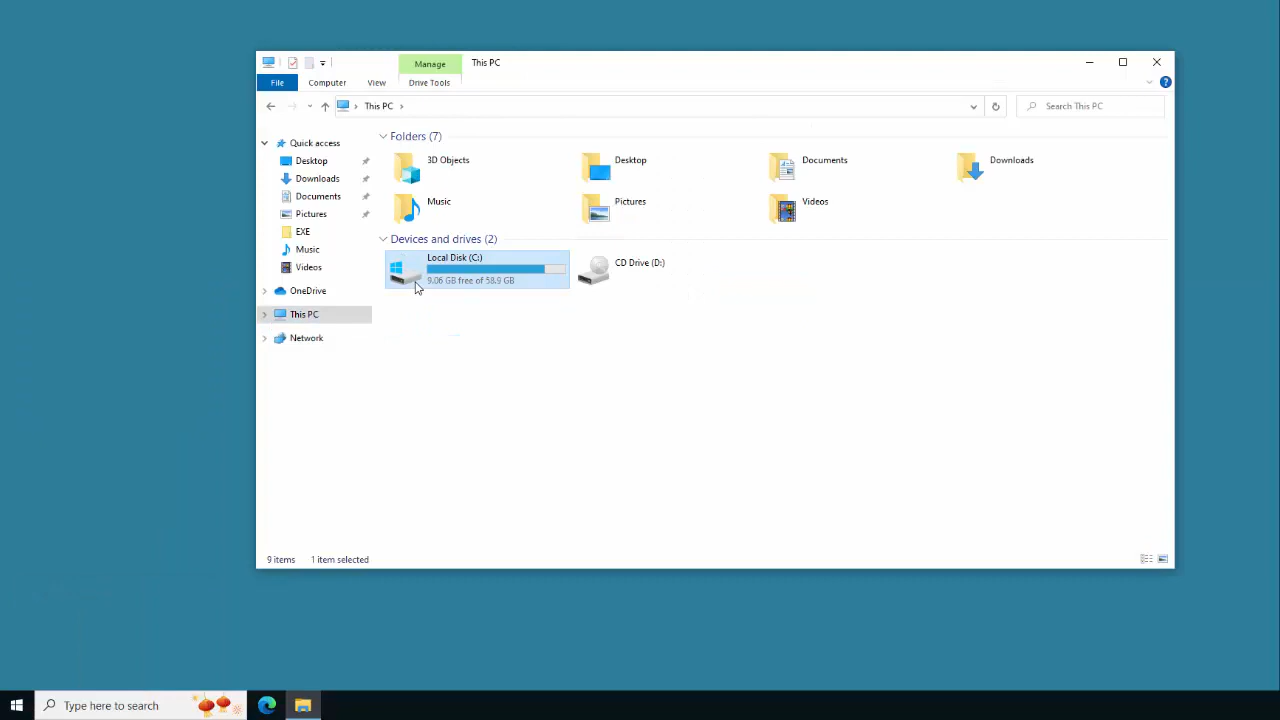 Manage
This PC
File
Computer
View
Drive Tools
This PC
Search This PC
Quick access
Desktop
Downloads
Documents
Pictures
EXE
Music
Videos
OneDrive
This PC
Network
Folders (7)
3D Objects
Desktop
Documents
Downloads
Music
Pictures
Videos
Devices and drives (2)
Local Disk (C:)
9.06 GB free of 58.9 GB
CD Drive (D:)
9 items
1 item selected
Type here to search